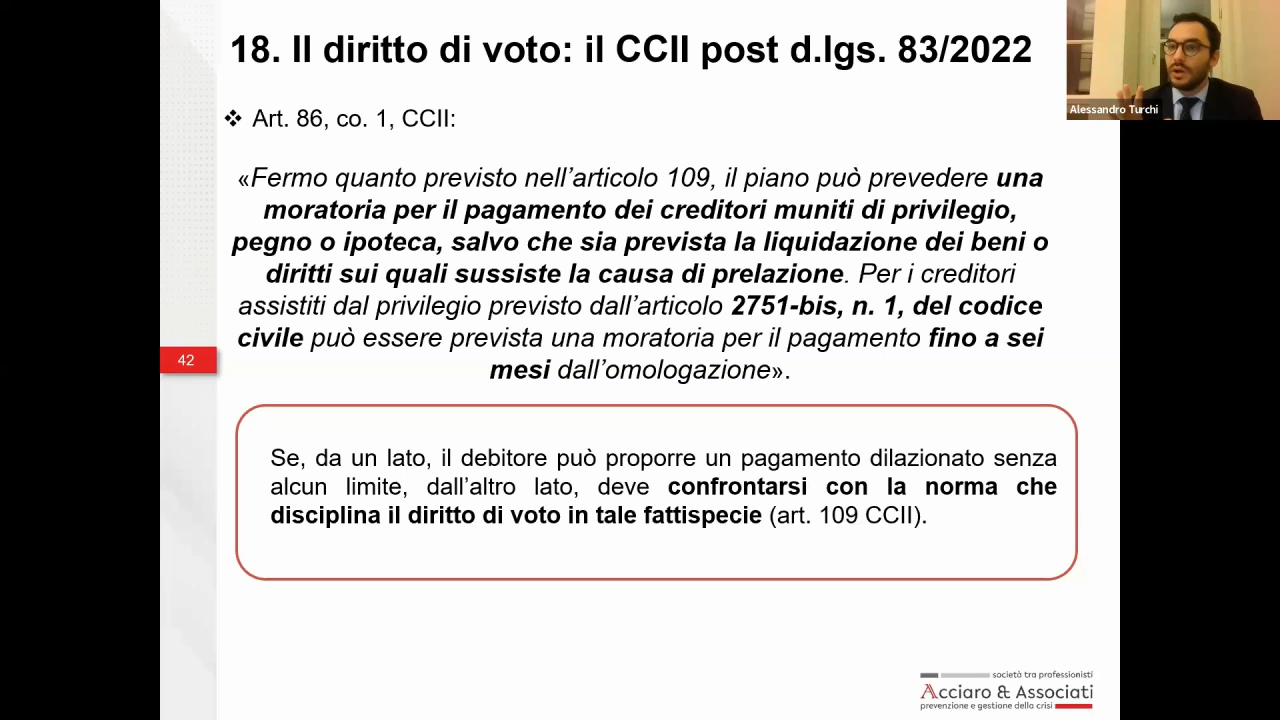 18. Il diritto di voto: il CCII post d.lgs. 83/2022
Alessandro Turchi
❖ Art. 86, co. 1, CCII:
«Fermo quanto previsto nell’articolo 109, il piano può prevedere una
moratoria per il pagamento dei creditori muniti di privilegio,
pegno o ipoteca, salvo che sia prevista la liquidazione dei beni o
diritti sui quali sussiste la causa di prelazione. Per i creditori
assistiti dal privilegio previsto dall’articolo 2751-bis, n. 1, del codice
civile può essere prevista una moratoria per il pagamento fino a sei
mesi dall’omologazione».
42
Se, da un lato, il debitore può proporre un pagamento dilazionato senza
alcun limite, dall’altro lato, deve confrontarsi con la norma che
disciplina il diritto di voto in tale fattispecie (art. 109 CCII).
società tra professionisti
Acciaro & Associati
prevenzione e gestione della crisi